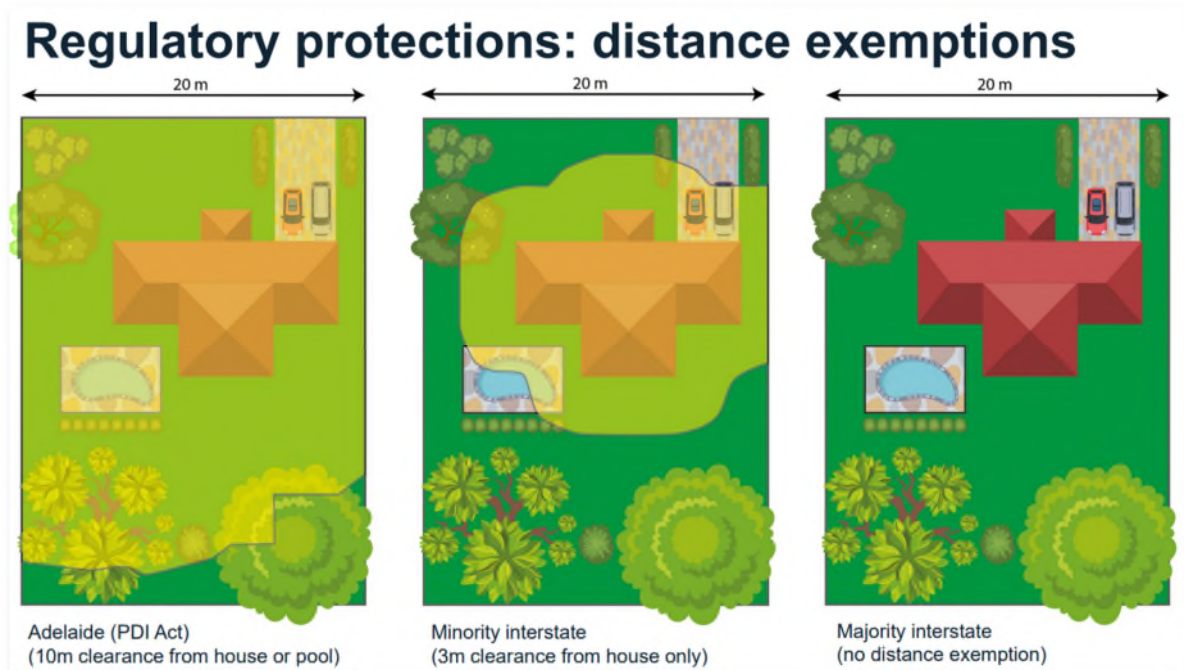 Regulatory protections: distance exemptions
20 m
20 m
20 m
Adelaide (PDI Act)
(10m clearance from house or pool)
Minority interstate
(3m clearance from house only)
Majority interstate
(no distance exemption)